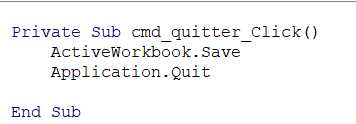 Private Sub cmd_quitter_Click()
    ActiveWorkbook.Save
    Application.Quit

End Sub